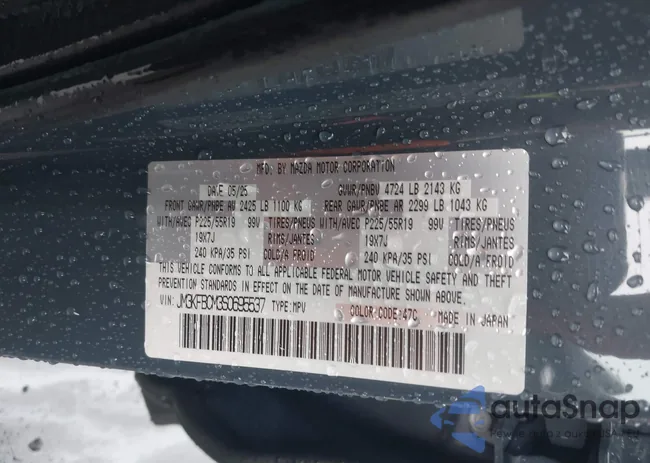 MFD. BY MAZDA MOTOR CORPORATION
DATE 05/25 GVWR/PNBV 4724 LB 2143 KG
FRONT GAWR/PNBE AV 2425 LB 1100 KG REAR GAWR/PNBE AR 2299 LB 1043 KG
WITH/AVEC P225/55R19 99V TIRES/PNEUS WITH/AVEC P225/55R19 99V TIRES/PNEUS
19X7J RIMS/JANTES 19X7J RIMS/JANTES
240 KPA/35 PSI COLD/A FROID 240 KPA/35 PSI COLD/A FROID
THIS VEHICLE CONFORMS TO ALL APPLICABLE FEDERAL MOTOR VEHICLE SAFETY AND THEFT
PREVENTION STANDARDS IN EFFECT ON THE DATE OF MANUFACTURE SHOWN ABOVE.
VIN: JM3KFBCM3S0695537 TYPE: MPV COLOR CODE:47C MADE IN JAPAN
autaSnap